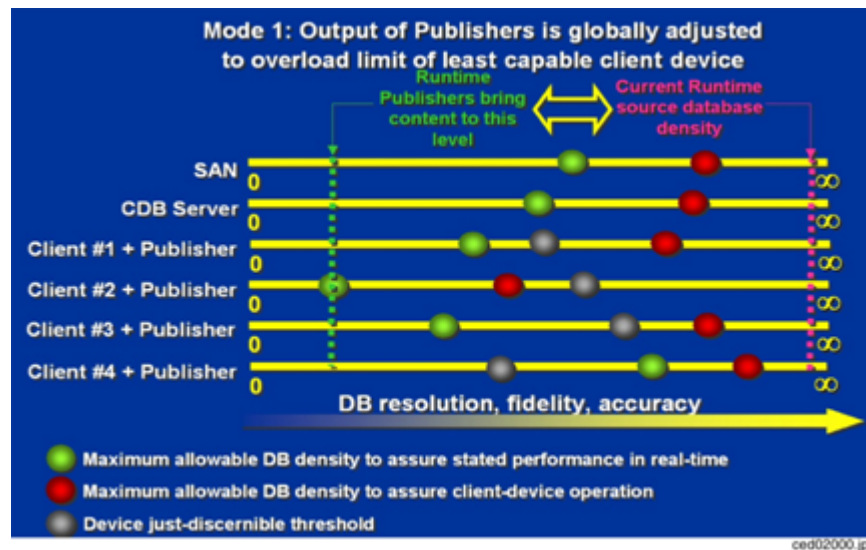 Mode 1: Output of Publishers is globally adjusted
to overload limit of least capable client device
Runtime
Publishers bring
content to this
level
Current Runtime
source database
density
SAN
0
∞
CDB Server
0
∞
Client #1 + Publisher
0
∞
Client #2 + Publisher
0
∞
Client #3 + Publisher
0
∞
Client #4 + Publisher
0
∞
DB resolution, fidelity, accuracy
Maximum allowable DB density to assure stated performance in real-time
Maximum allowable DB density to assure client-device operation
Device just-discernible threshold